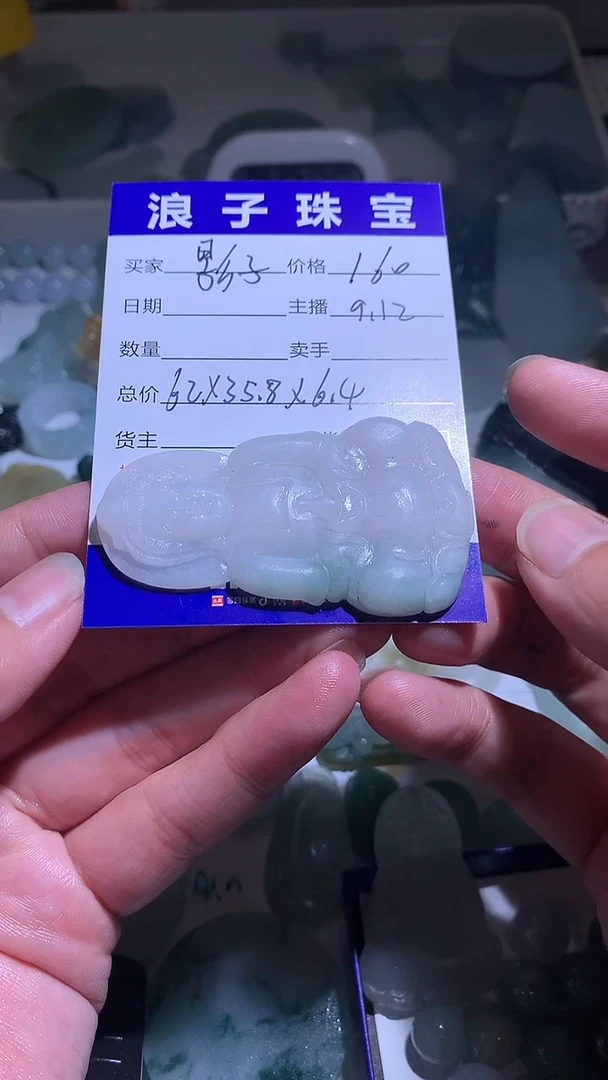 浪子珠宝
买家 价格 160
日期 主播 9.12
数量 卖手
总价 62X35.8X6.4
货主